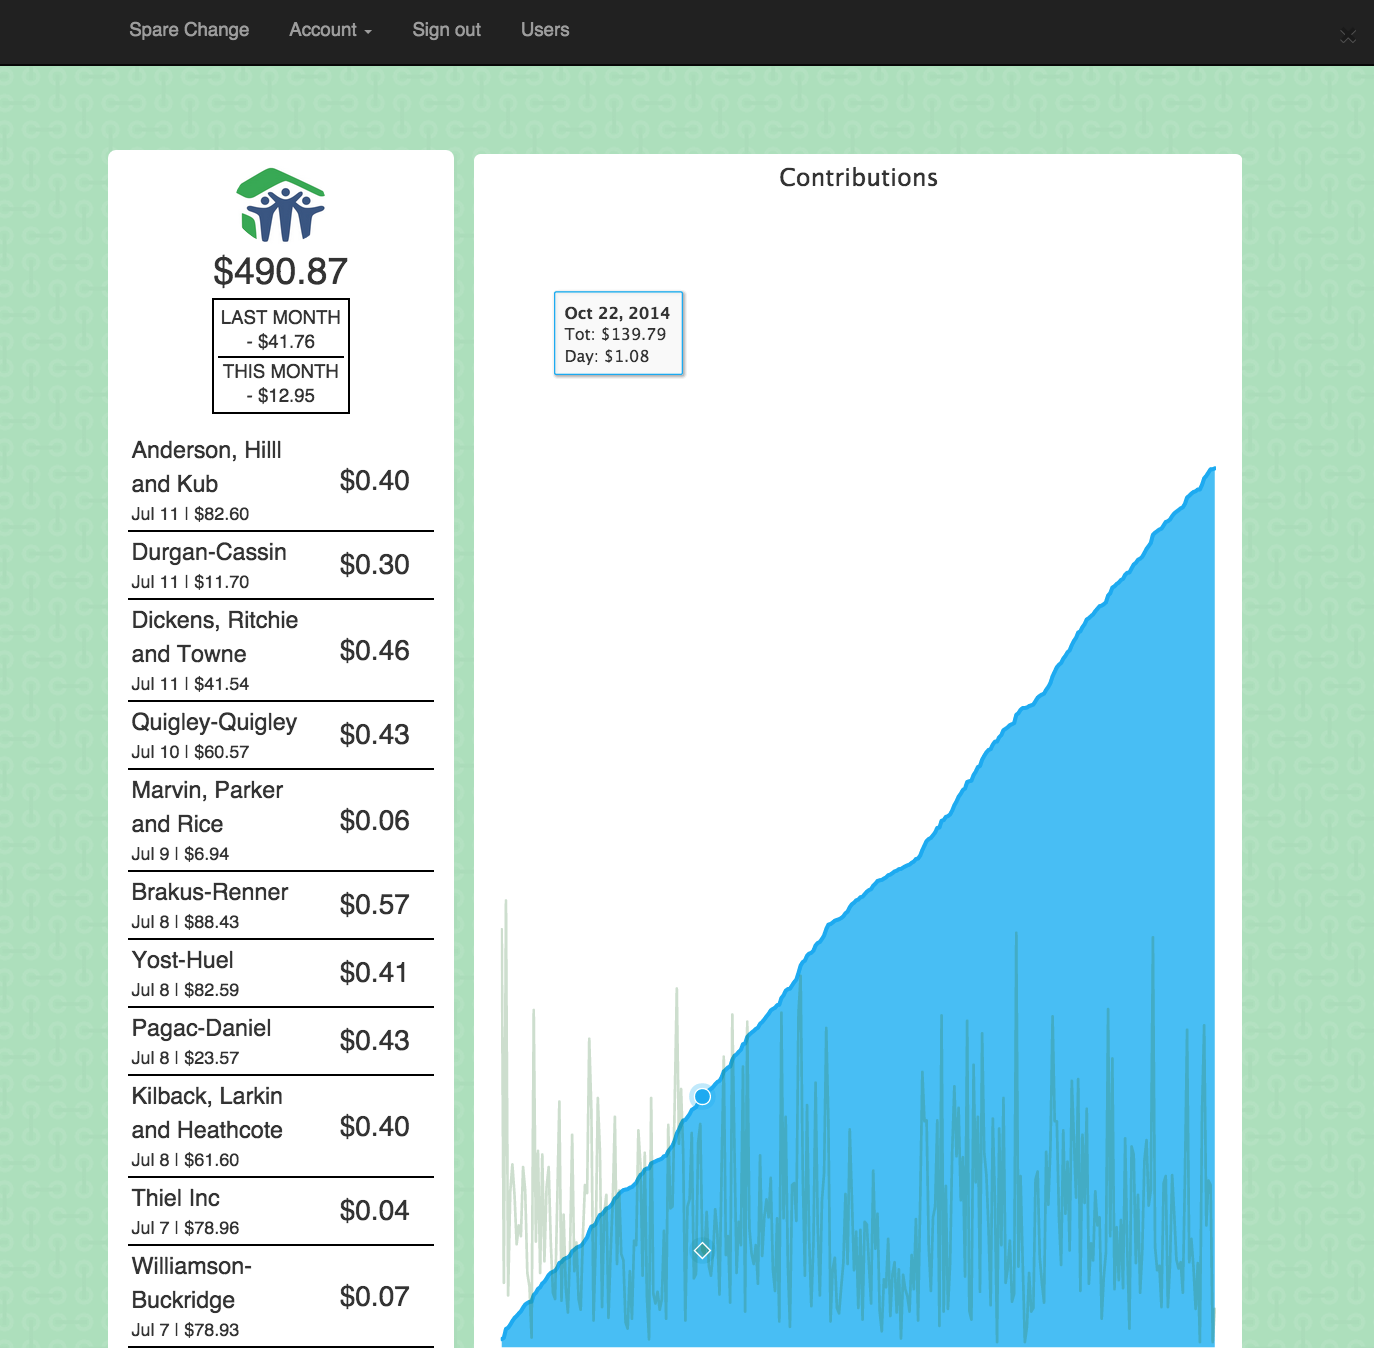 Spare Change Account Sign out Users ×
$490.87
LAST MONTH
- $41.76
THIS MONTH
- $12.95
Anderson, Hilll
and Kub
$0.40
Jul 11 | $82.60
Durgan-Cassin
$0.30
Jul 11 | $11.70
Dickens, Ritchie
and Towne
$0.46
Jul 11 | $41.54
Quigley-Quigley
$0.43
Jul 10 | $60.57
Marvin, Parker
and Rice
$0.06
Jul 9 | $6.94
Brakus-Renner
$0.57
Jul 8 | $88.43
Yost-Huel
$0.41
Jul 8 | $82.59
Pagac-Daniel
$0.43
Jul 8 | $23.57
Kilback, Larkin
and Heathcote
$0.40
Jul 8 | $61.60
Thiel Inc
$0.04
Jul 7 | $78.96
Williamson-
Buckridge
$0.07
Jul 7 | $78.93
Contributions
Oct 22, 2014
Tot: $139.79
Day: $1.08